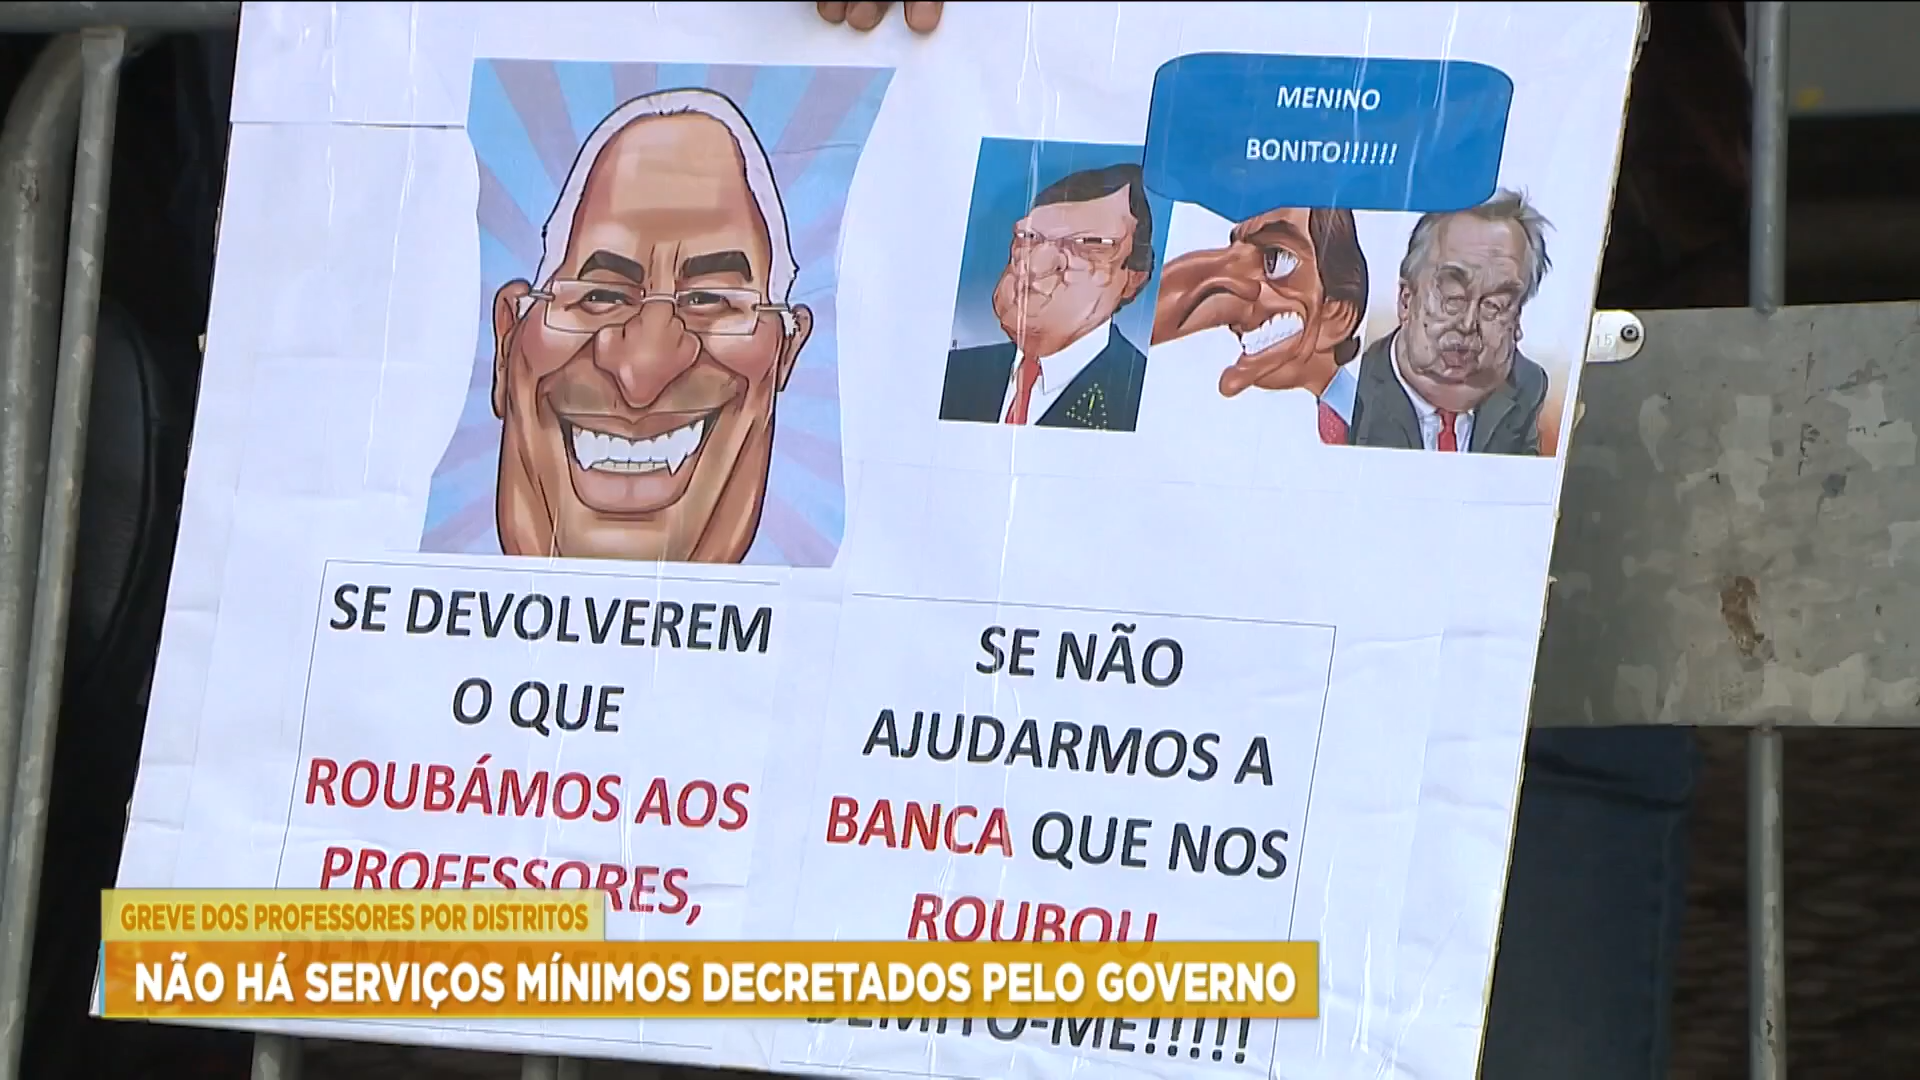 MENINO
BONITO!!!!!!
SE DEVOLVEREM
O QUE
ROUBÁMOS AOS
PROFESSORES,
SE NÃO
AJUDARMOS A
BANCA QUE NOS
ROUBOU,
DEMITO-ME!!!!!
GREVE DOS PROFESSORES POR DISTRITOS
NÃO HÁ SERVIÇOS MÍNIMOS DECRETADOS PELO GOVERNO